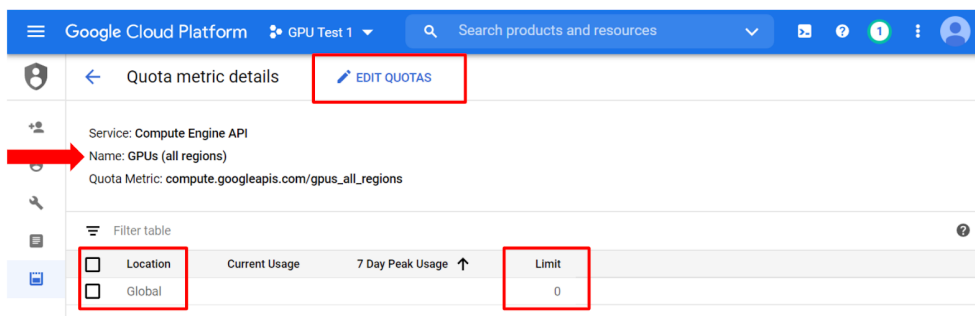 Google Cloud Platform GPU Test 1 Search products and resources 1
Quota metric details EDIT QUOTAS
Service: Compute Engine API
Name: GPUs (all regions)
Quota Metric: compute.googleapis.com/gpus_all_regions
Filter table
Location Current Usage 7 Day Peak Usage Limit
Global 0